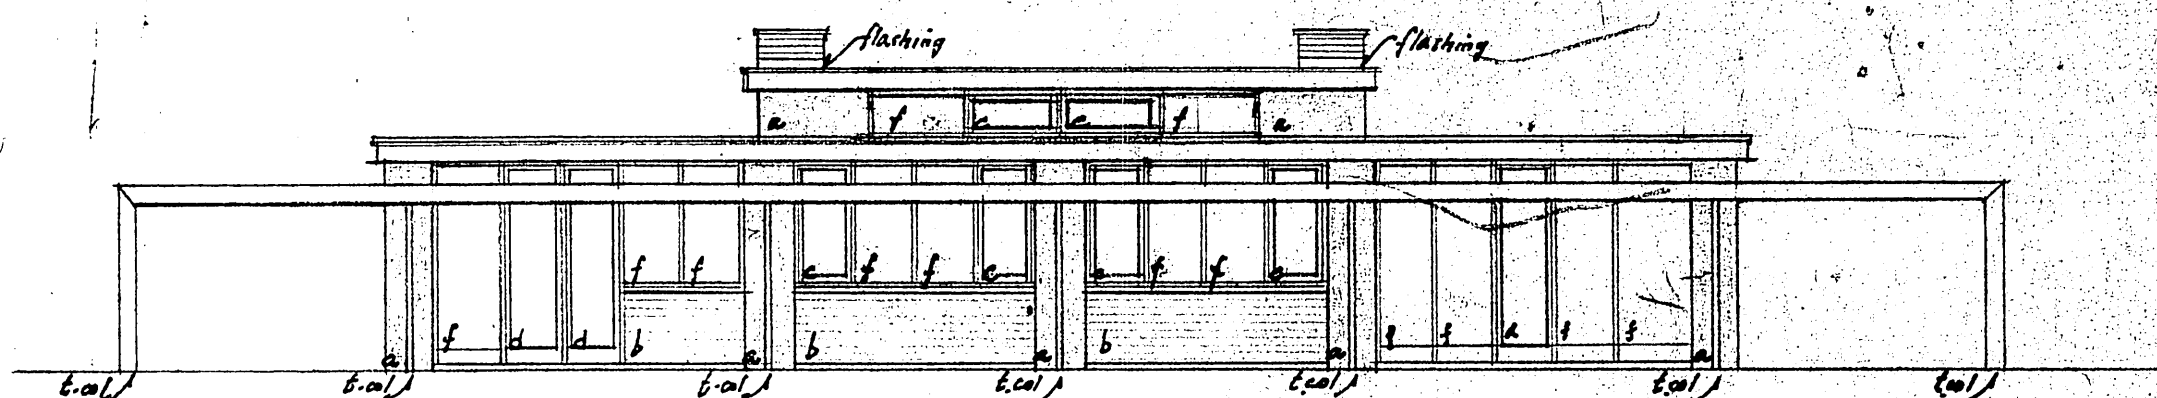 flashing flashing
a f c c f a
f f c f f c c f f c
f d d b b b f f d f f
a a a a a
t.col t.col t.col t.col t.col t.col t.col